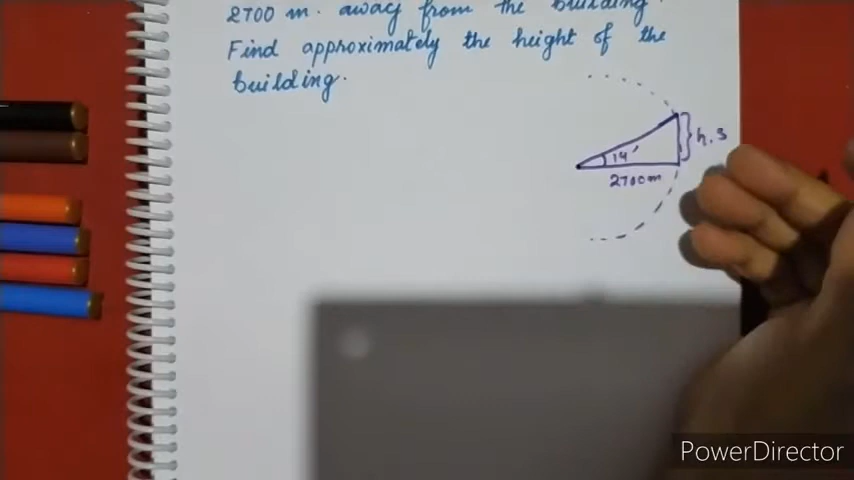 2700 m. away from the building.
Find approximately the height of the
building.
h, s
14'
2700m
PowerDirector